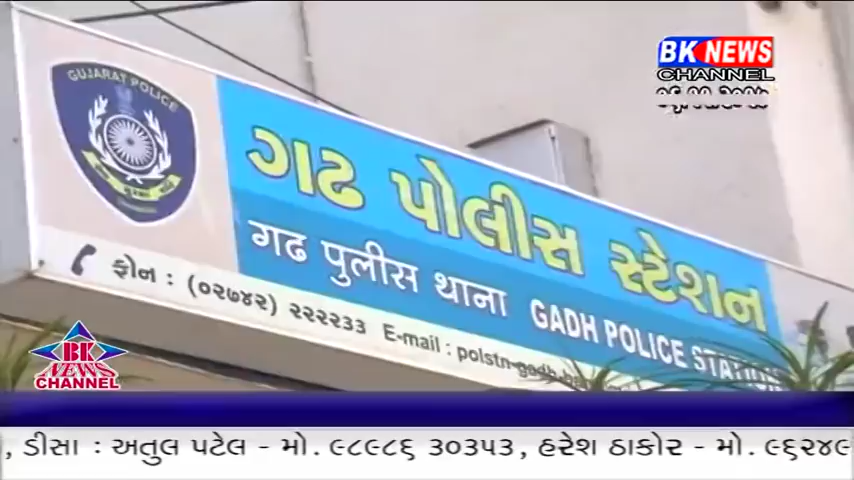 BK NEWS
CHANNEL
GUJARAT POLICE
ગઢ પોલીસ સ્ટેશન
गढ पुलीस थाना GADH POLICE STATION
ફોન : (૦૨૭૪૨) ૨૨૨૨૩૩ E-mail : polstn-gadh
BK
NEWS
CHANNEL
, ડીસા : અતુલ પટેલ - મો. ૯૮૯૮૬ ૩૦૩૫૩, હરેશ ઠાકોર - મો. ૯૬૨૪૯